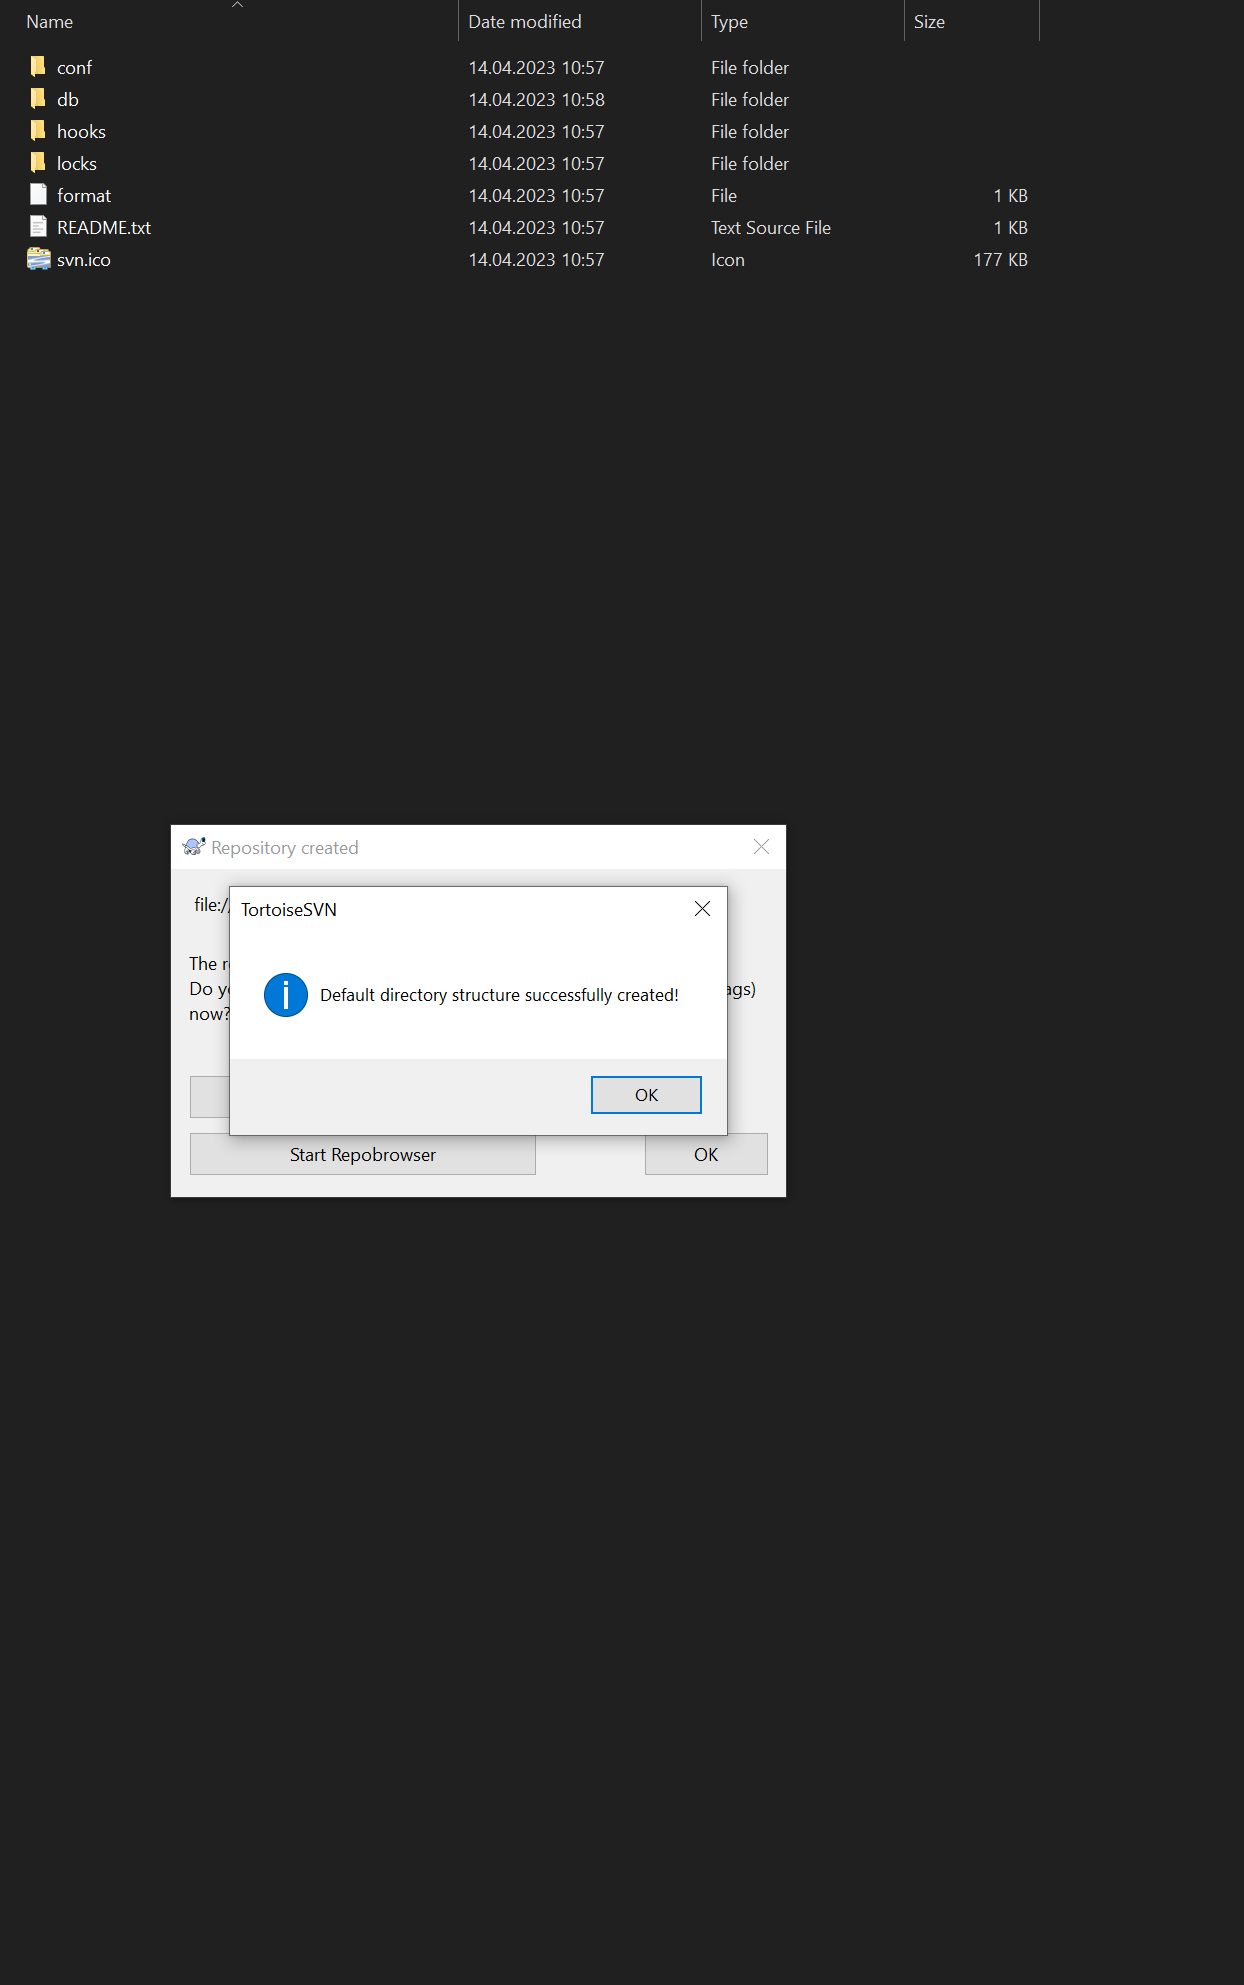 Name Date modified Type Size
conf 14.04.2023 10:57 File folder
db 14.04.2023 10:58 File folder
hooks 14.04.2023 10:57 File folder
locks 14.04.2023 10:57 File folder
format 14.04.2023 10:57 File 1 KB
README.txt 14.04.2023 10:57 Text Source File 1 KB
svn.ico 14.04.2023 10:57 Icon 177 KB
Repository created
file:/
TortoiseSVN
The
Do
now?
Default directory structure successfully created!
OK
Start Repobrowser OK